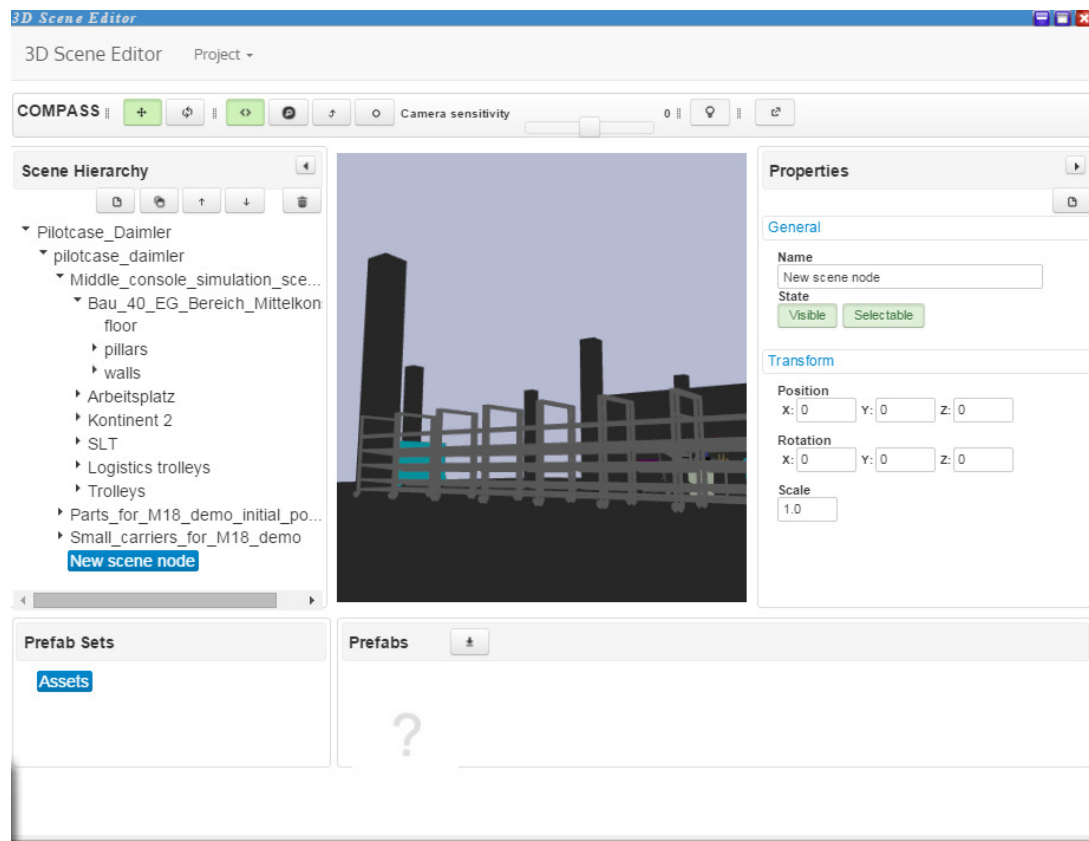 3D Scene Editor
3D Scene Editor Project
COMPASS Camera sensitivity 0
Scene Hierarchy
Pilotcase_Daimler
pilotcase_daimler
Middle_console_simulation_sce...
Bau_40_EG_Bereich_Mittelkon
floor
pillars
walls
Arbeitsplatz
Kontinent 2
SLT
Logistics trolleys
Trolleys
Parts_for_M18_demo_initial_po...
Small_carriers_for_M18_demo
New scene node
Properties
General
Name
New scene node
State
Visible Selectable
Transform
Position
X: 0 Y: 0 Z: 0
Rotation
X: 0 Y: 0 Z: 0
Scale
1.0
Prefab Sets
Assets
Prefabs
?